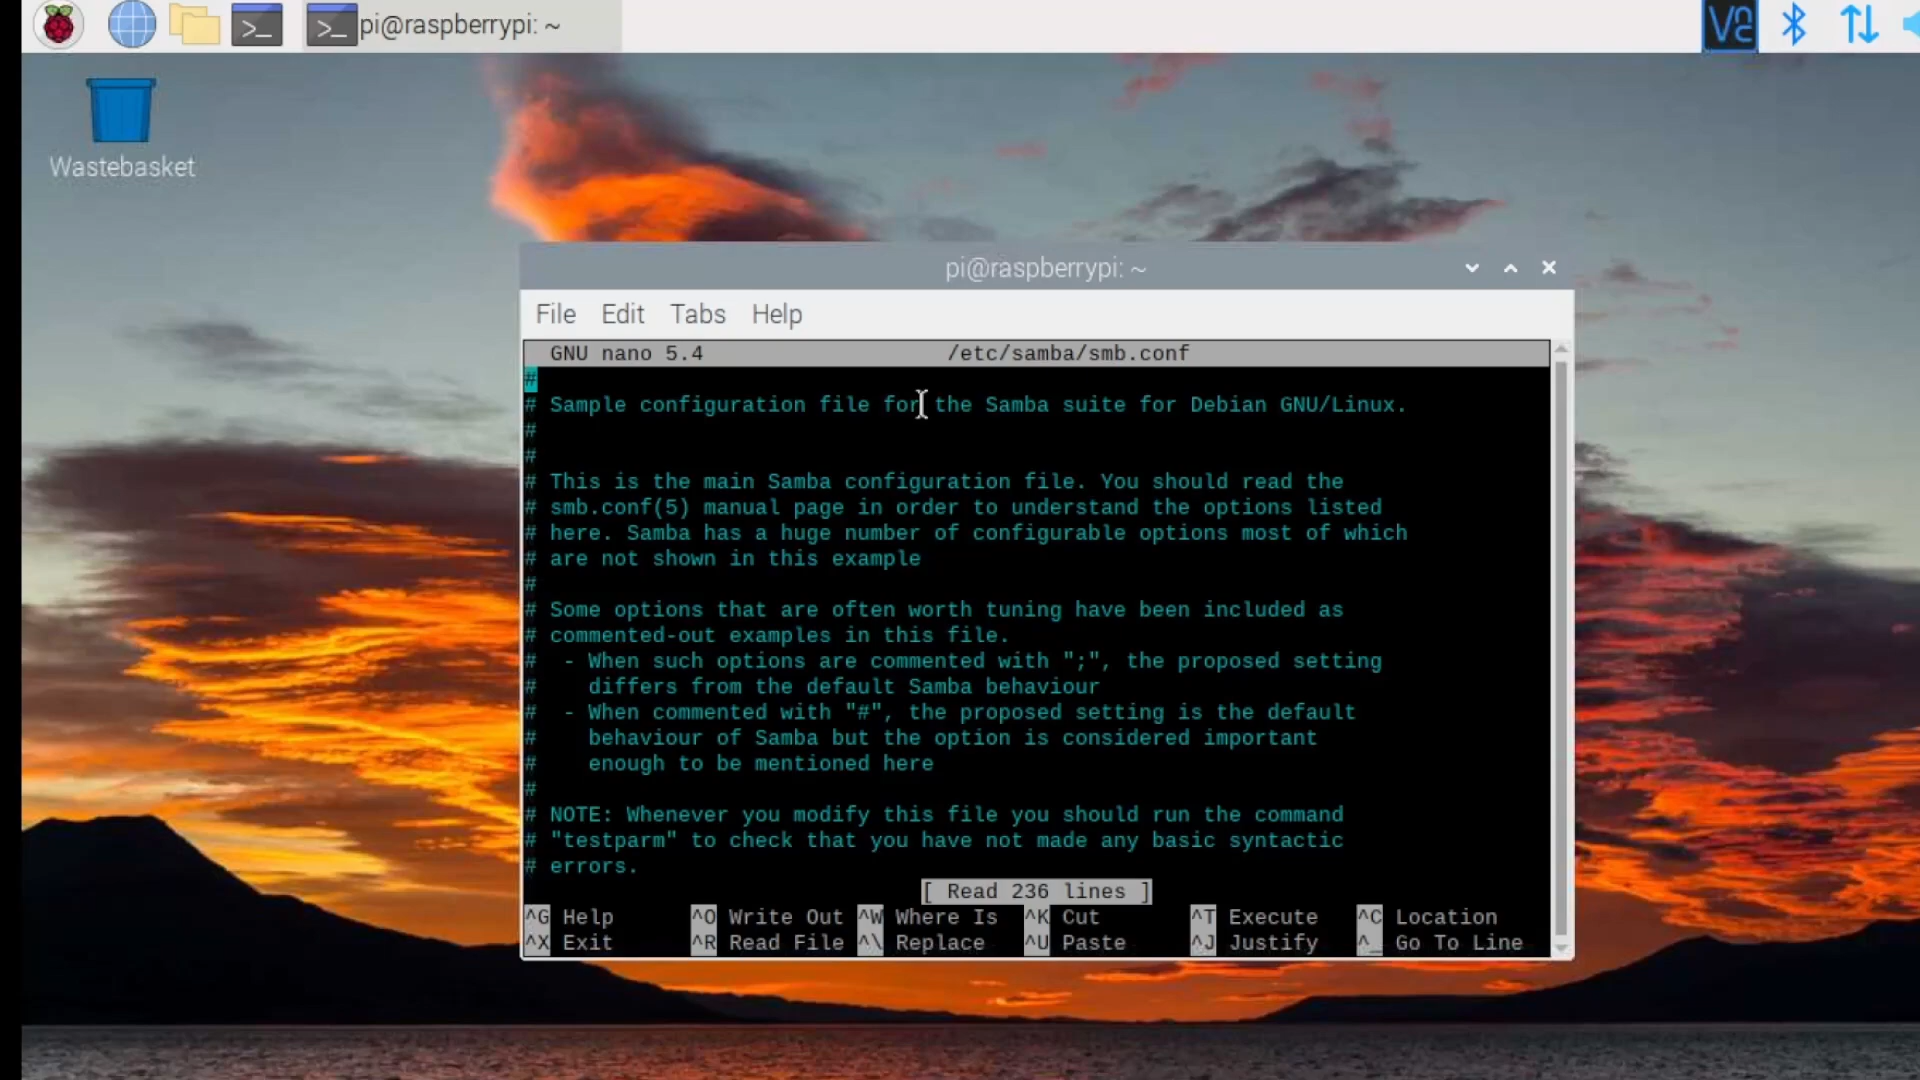 >_ >_ pi@raspberrypi: ~
VNC
Wastebasket
pi@raspberrypi: ~
File Edit Tabs Help
GNU nano 5.4 /etc/samba/smb.conf
#
# Sample configuration file for the Samba suite for Debian GNU/Linux.
#
#
# This is the main Samba configuration file. You should read the
# smb.conf(5) manual page in order to understand the options listed
# here. Samba has a huge number of configurable options most of which
# are not shown in this example
#
# Some options that are often worth tuning have been included as
# commented-out examples in this file.
#  - When such options are commented with ";", the proposed setting
#    differs from the default Samba behaviour
#  - When commented with "#", the proposed setting is the default
#    behaviour of Samba but the option is considered important
#    enough to be mentioned here
#
# NOTE: Whenever you modify this file you should run the command
# "testparm" to check that you have not made any basic syntactic
# errors.
[ Read 236 lines ]
^G Help ^O Write Out ^W Where Is ^K Cut ^T Execute ^C Location
^X Exit ^R Read File ^\ Replace ^U Paste ^J Justify ^_ Go To Line